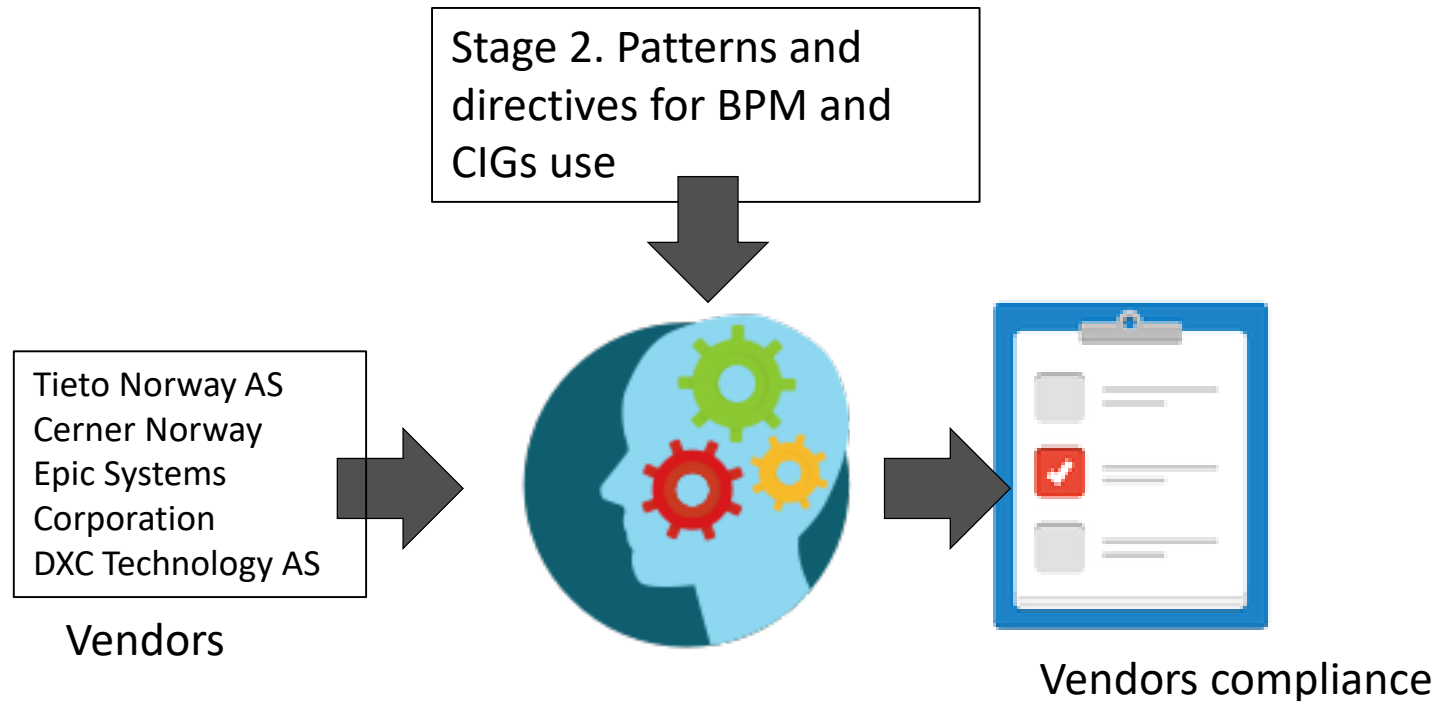 Stage 2. Patterns and
directives for BPM and
CIGs use
Tieto Norway AS
Cerner Norway
Epic Systems
Corporation
DXC Technology AS
Vendors
Vendors compliance